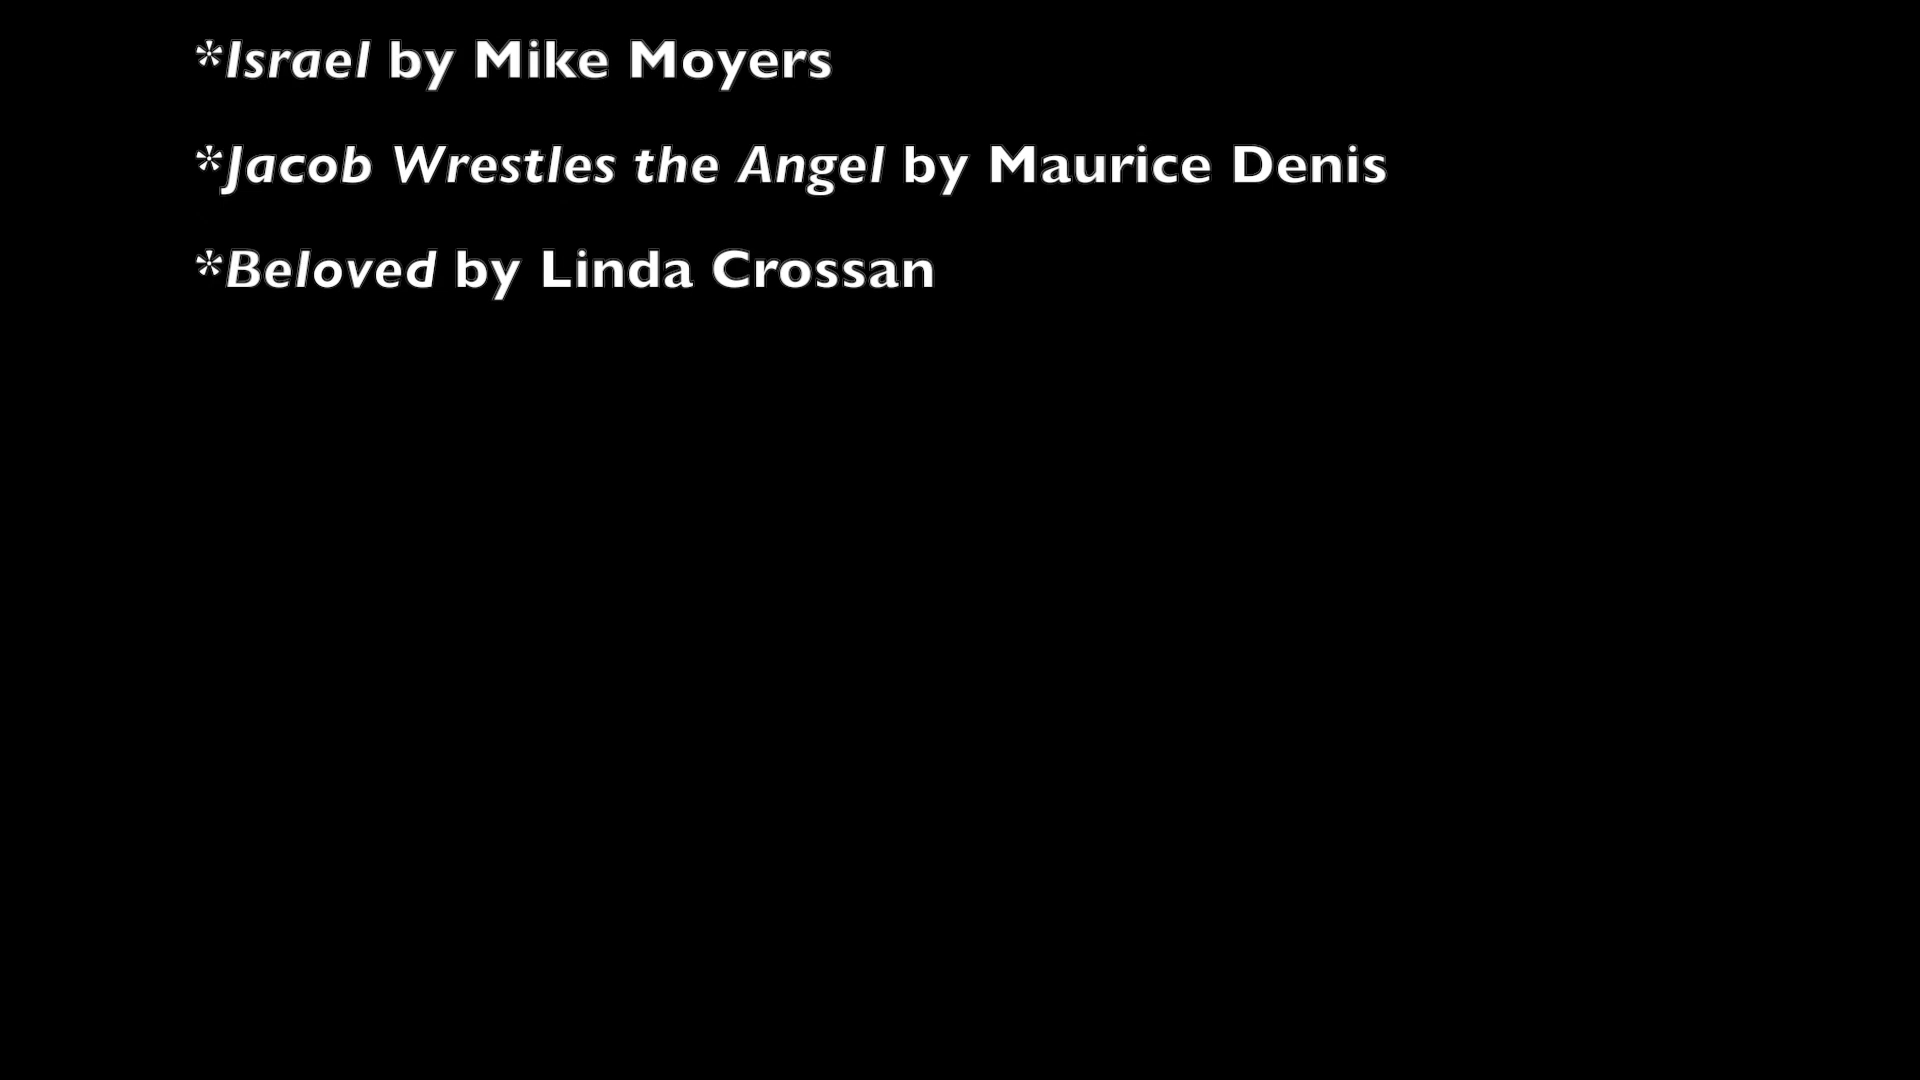 *Israel by Mike Moyers
*Jacob Wrestles the Angel by Maurice Denis
*Beloved by Linda Crossan